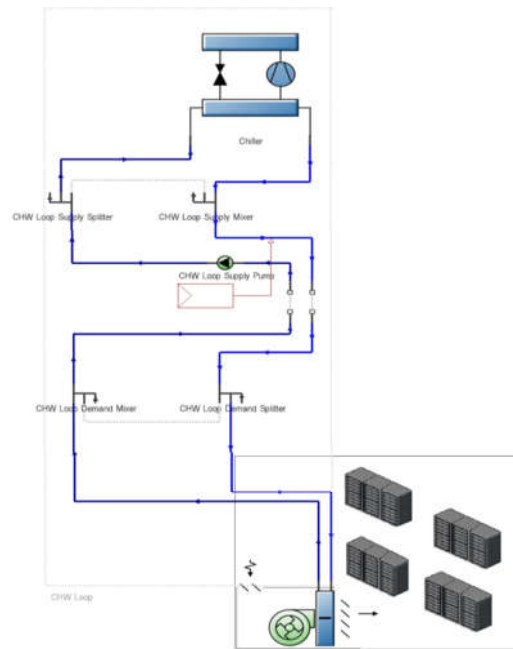 Chiller
CHW Loop Supply Splitter
CHW Loop Supply Mixer
CHW Loop Supply Pump
CHW Loop Demand Mixer
CHW Loop Demand Splitter
CHW Loop